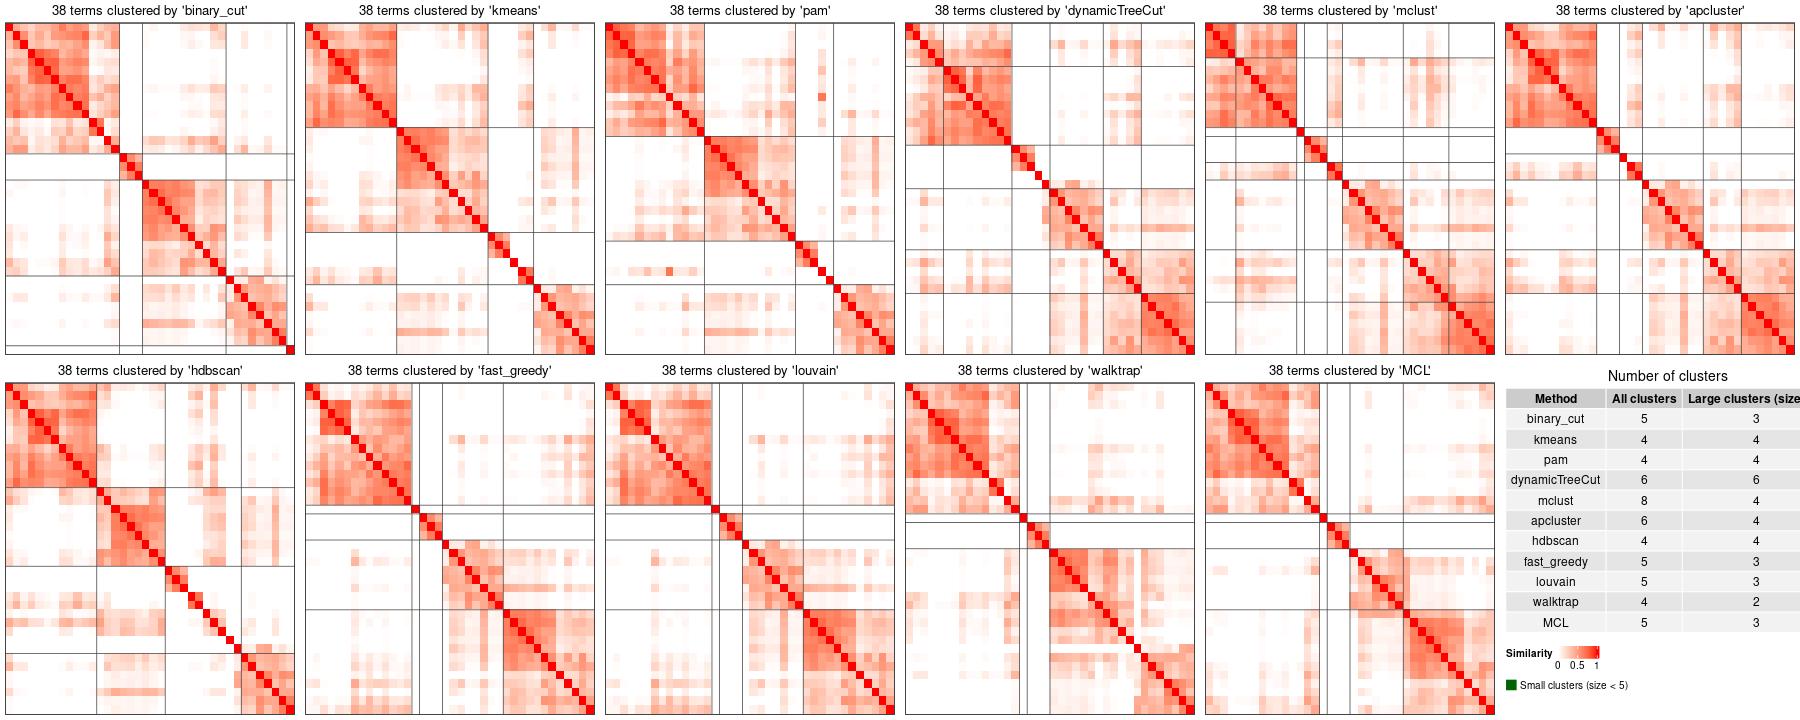 38 terms clustered by 'binary_cut'
38 terms clustered by 'kmeans'
38 terms clustered by 'pam'
38 terms clustered by 'dynamicTreeCut'
38 terms clustered by 'mclust'
38 terms clustered by 'apcluster'
38 terms clustered by 'hdbscan'
38 terms clustered by 'fast_greedy'
38 terms clustered by 'louvain'
38 terms clustered by 'walktrap'
38 terms clustered by 'MCL'
Number of clusters
Method All clusters Large clusters (size
binary_cut 5 3
kmeans 4 4
pam 4 4
dynamicTreeCut 6 6
mclust 8 4
apcluster 6 4
hdbscan 4 4
fast_greedy 5 3
louvain 5 3
walktrap 4 2
MCL 5 3
Similarity
0 0.5 1
Small clusters (size < 5)